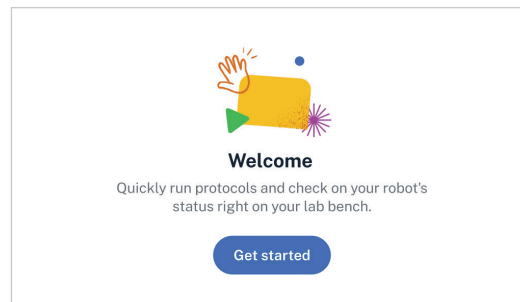 Welcome
Quickly run protocols and check on your robot's
status right on your lab bench.
Get started